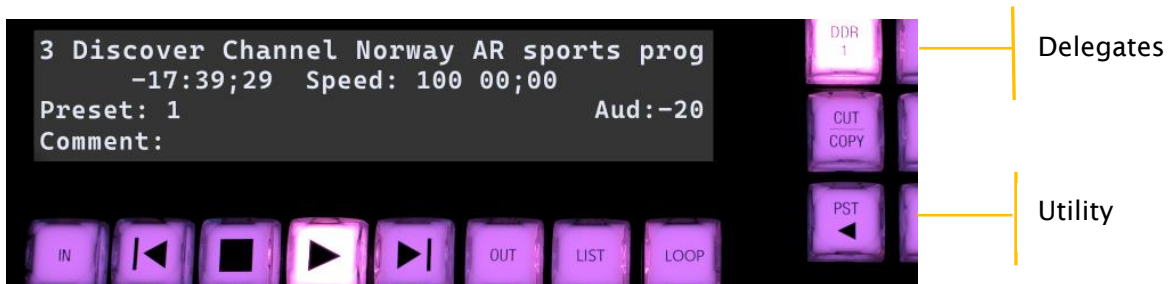 3 Discover Channel Norway AR sports prog
-17:39;29 Speed: 100 00;00
Preset: 1 Aud:-20
Comment:
DDR
1
Delegates
CUT
COPY
PST
Utility
IN
OUT
LIST
LOOP